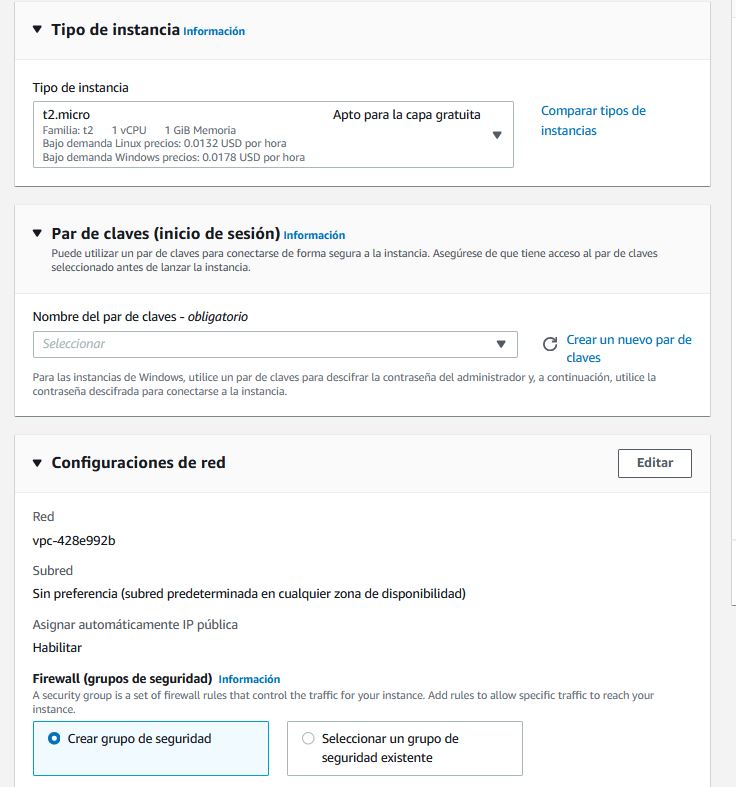 Tipo de instancia Información
Tipo de instancia
t2.micro Apto para la capa gratuita
Familia: t2 1 vCPU 1 GiB Memoria
Bajo demanda Linux precios: 0.0132 USD por hora
Bajo demanda Windows precios: 0.0178 USD por hora
Comparar tipos de
instancias
Par de claves (inicio de sesión) Información
Puede utilizar un par de claves para conectarse de forma segura a la instancia. Asegúrese de que tiene acceso al par de claves
seleccionado antes de lanzar la instancia.
Nombre del par de claves - obligatorio
Seleccionar
Crear un nuevo par de
claves
Para las instancias de Windows, utilice un par de claves para descifrar la contraseña del administrador y, a continuación, utilice la
contraseña descifrada para conectarse a la instancia.
Configuraciones de red
Editar
Red
vpc-428e992b
Subred
Sin preferencia (subred predeterminada en cualquier zona de disponibilidad)
Asignar automáticamente IP pública
Habilitar
Firewall (grupos de seguridad) Información
A security group is a set of firewall rules that control the traffic for your instance. Add rules to allow specific traffic to reach your
instance.
Crear grupo de seguridad
Seleccionar un grupo de
seguridad existente